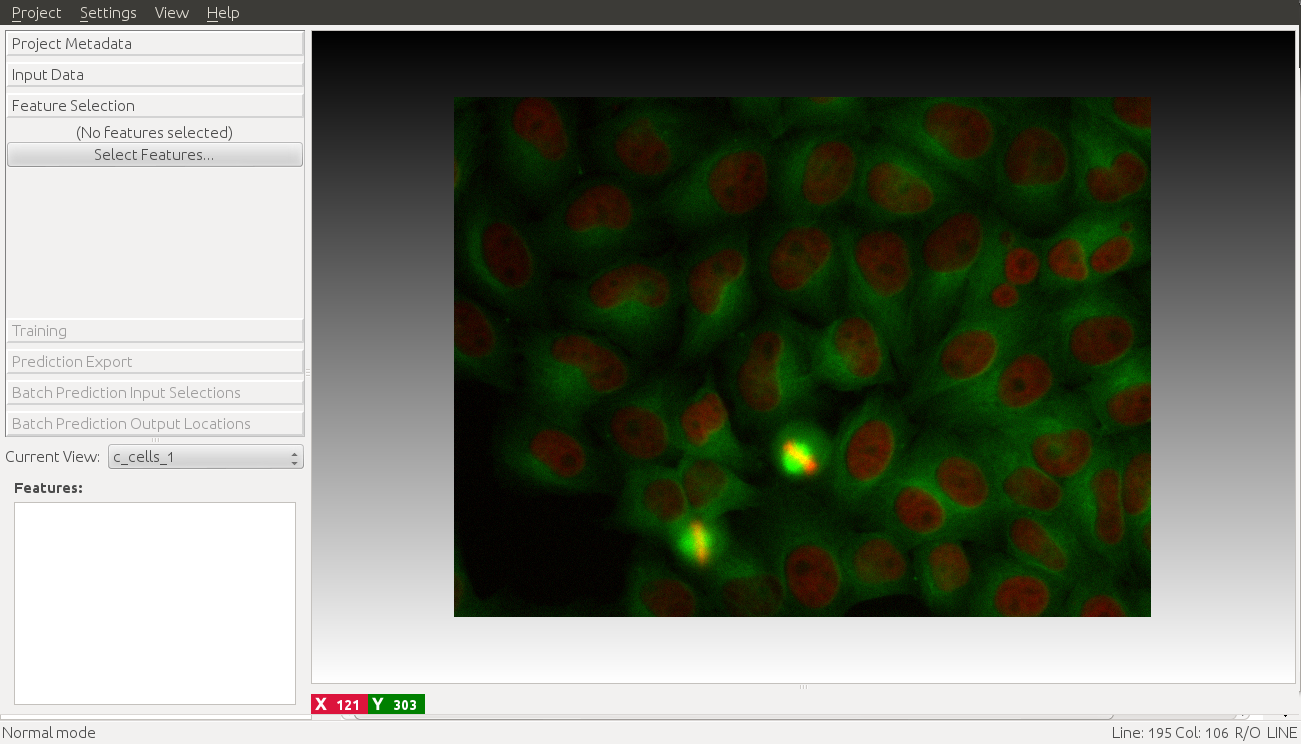 Project Settings View Help
Project Metadata
Input Data
Feature Selection
(No features selected)
Select Features...
Training
Prediction Export
Batch Prediction Input Selections
Batch Prediction Output Locations
Current View: c_cells_1
Features:
X 121 Y 303
Normal mode
Line: 195 Col: 106 R/O LINE